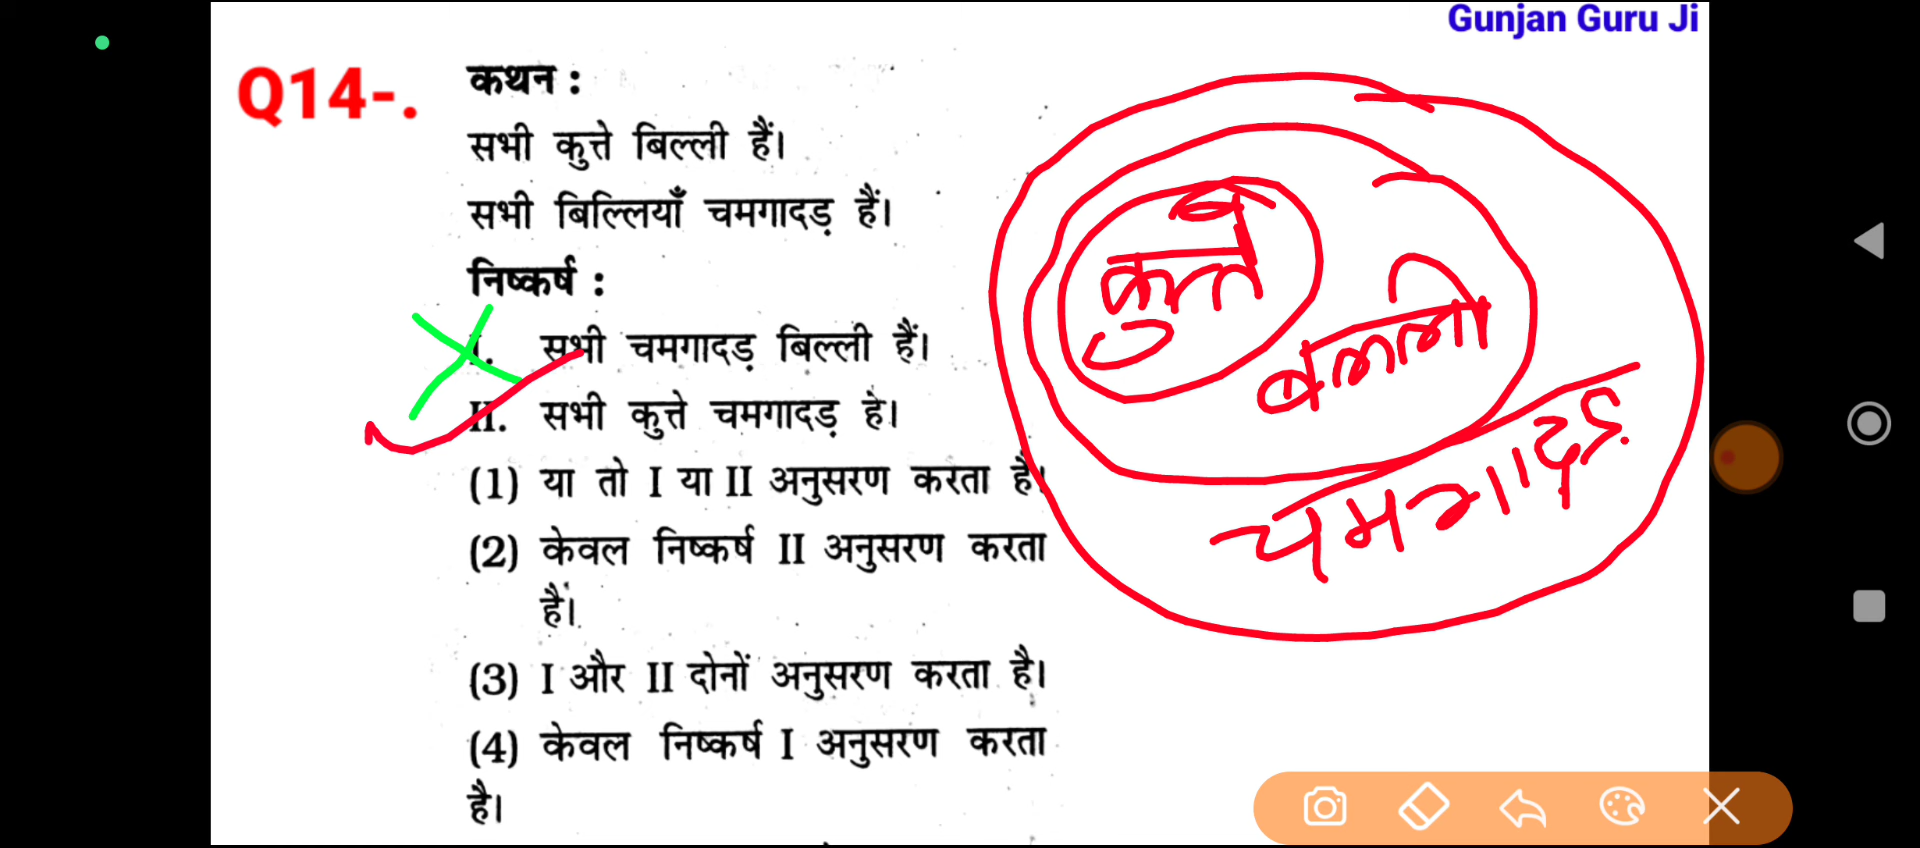 Gunjan Guru Ji
Q14-.
कथन :
सभी कुत्ते बिल्ली हैं।
सभी बिल्लियाँ चमगादड़ हैं।
निष्कर्ष :
I. सभी चमगादड़ बिल्ली हैं।
II. सभी कुत्ते चमगादड़ हे।
(1) या तो I या II अनुसरण करता है।
(2) केवल निष्कर्ष II अनुसरण करता
है।
(3) I और II दोनों अनुसरण करता है।
(4) केवल निष्कर्ष I अनुसरण करता
है।
कुत्ते
चमगादड़